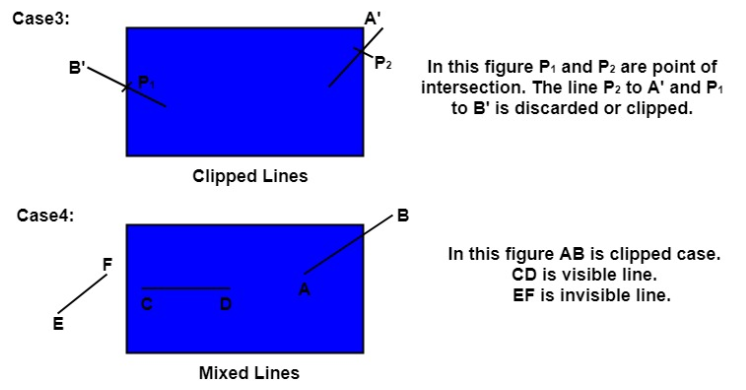 Case3:
A'
B'
P₁
P₂
In this figure P₁ and P₂ are point of
intersection. The line P₂ to A' and P₁
to B' is discarded or clipped.
Clipped Lines
Case4:
B
F
In this figure AB is clipped case.
CD is visible line.
EF is invisible line.
A
C
D
E
Mixed Lines